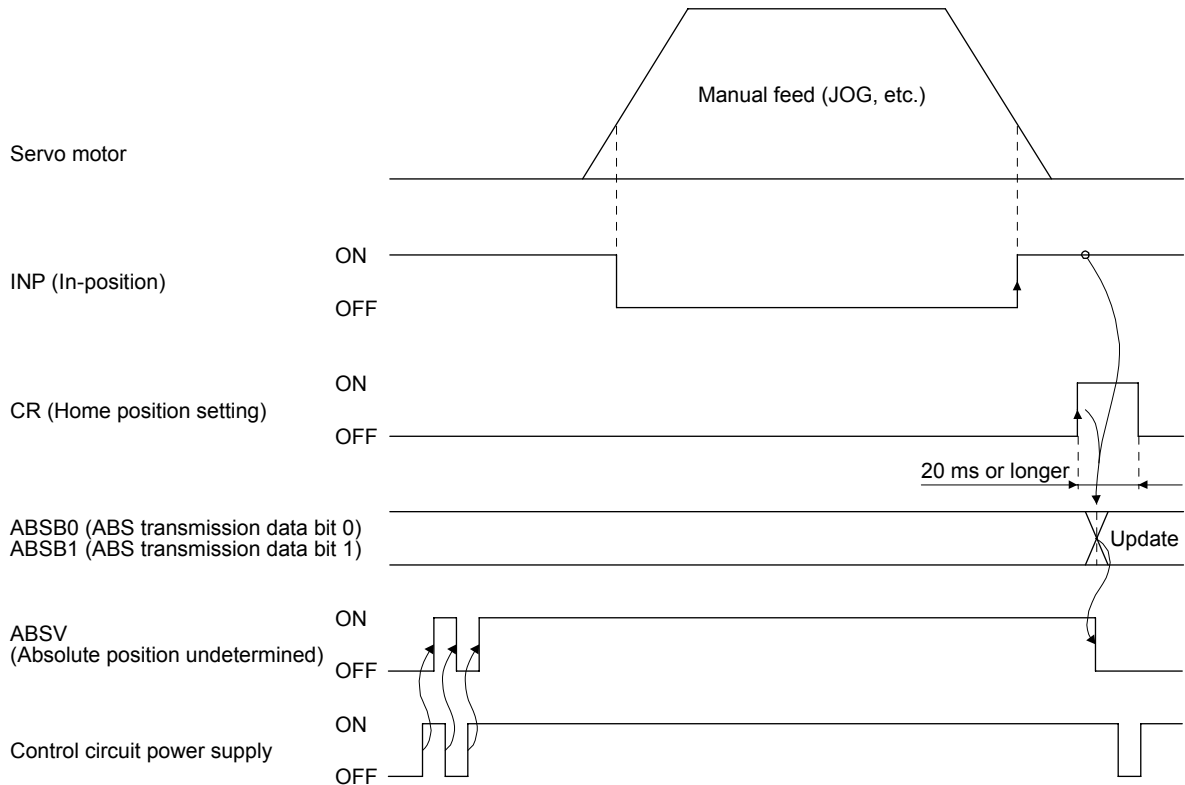 Manual feed (JOG, etc.)
Servo motor
ON
INP (In-position)
OFF
ON
CR (Home position setting)
OFF
20 ms or longer
ABSB0 (ABS transmission data bit 0)
ABSB1 (ABS transmission data bit 1)
Update
ON
ABSV
(Absolute position undetermined)
OFF
ON
Control circuit power supply
OFF